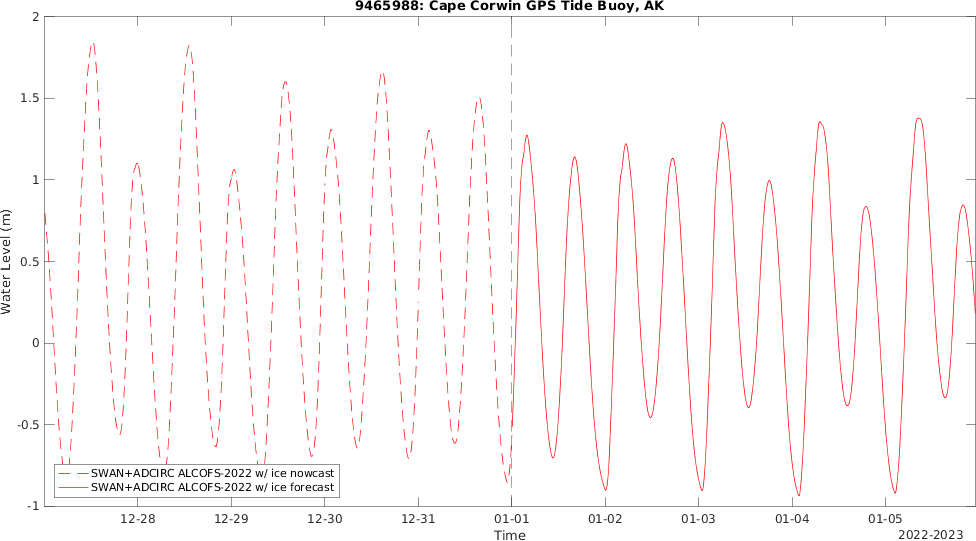 9465988: Cape Corwin GPS Tide Buoy, AK
Water Level (m)
2
1.5
1
0.5
0
-0.5
-1
SWAN+ADCIRC ALCOFS-2022 w/ ice nowcast
SWAN+ADCIRC ALCOFS-2022 w/ ice forecast
12-28 12-29 12-30 12-31 01-01 01-02 01-03 01-04 01-05
Time
2022-2023